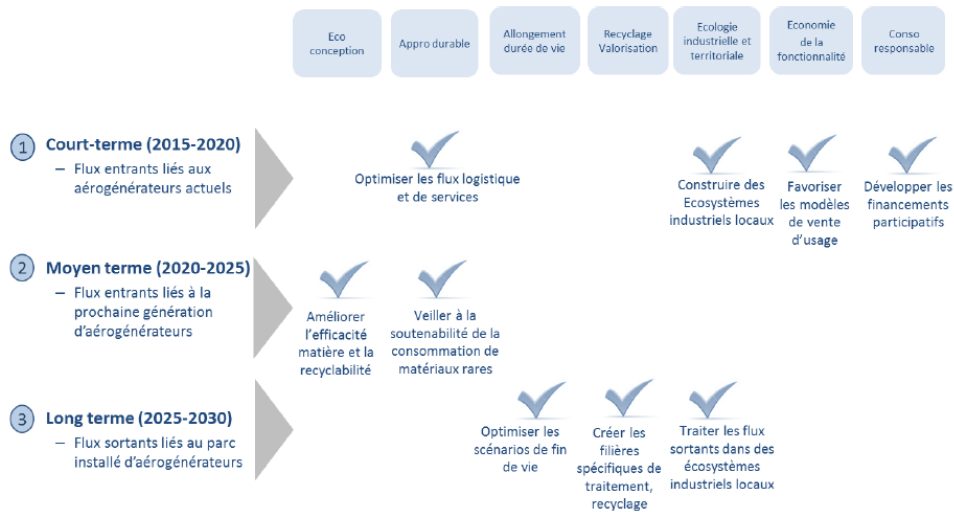 Eco
conception
Appro durable
Allongement
durée de vie
Recyclage
Valorisation
Ecologie
industrielle et
territoriale
Economie
de la
fonctionnalité
Conso
responsable
1
Court-terme (2015-2020)
– Flux entrants liés aux
aérogénérateurs actuels
Optimiser les flux logistique
et de services
Construire des
Ecosystèmes
industriels locaux
Favoriser
les modèles
de vente
d'usage
Développer les
financements
participatifs
2
Moyen terme (2020-2025)
– Flux entrants liés à la
prochaine génération
d'aérogénérateurs
Améliorer
l'efficacité
matière et la
recyclabilité
Veiller à la
soutenabilité de la
consommation de
matériaux rares
3
Long terme (2025-2030)
– Flux sortants liés au parc
installé d'aérogénérateurs
Optimiser les
scénarios de fin
de vie
Créer les
filières
spécifiques de
traitement,
recyclage
Traiter les flux
sortants dans des
écosystèmes
industriels locaux